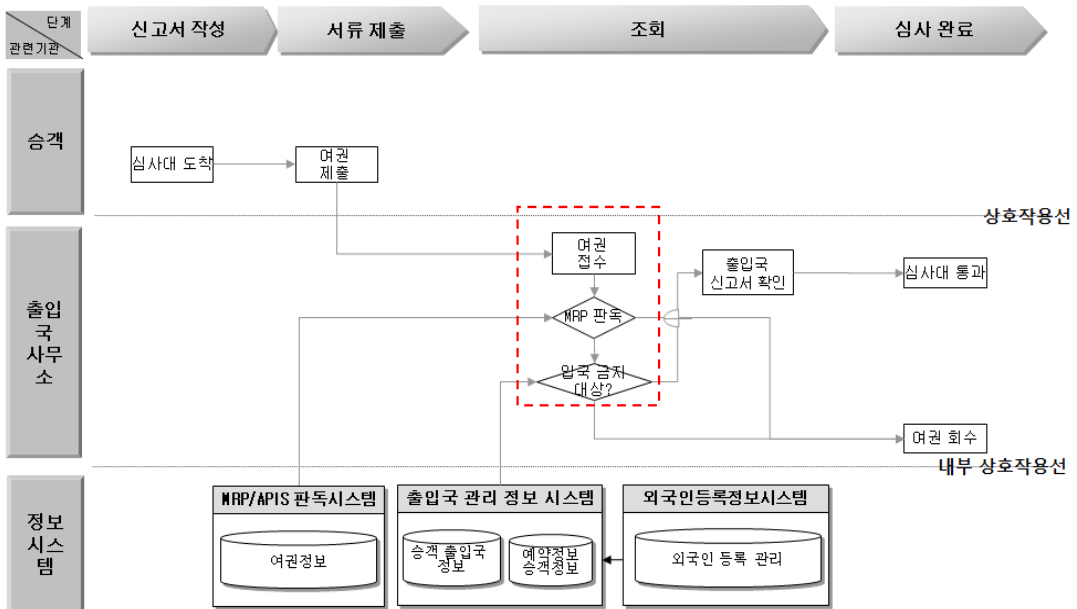 단계
관련기관
신고서 작성
서류 제출
조회
심사 완료
승객
심사대 도착
여권
제출
상호작용선
출입
국
사무
소
여권
접수
MRP 판독
입국 금지
대상?
출입국
신고서 확인
심사대 통과
여권 회수
내부 상호작용선
정보
시스
템
MRP/APIS 판독시스템
여권정보
출입국 관리 정보 시스템
승객 출입국
정보
예약정보
승객정보
외국인등록정보시스템
외국인 등록 관리